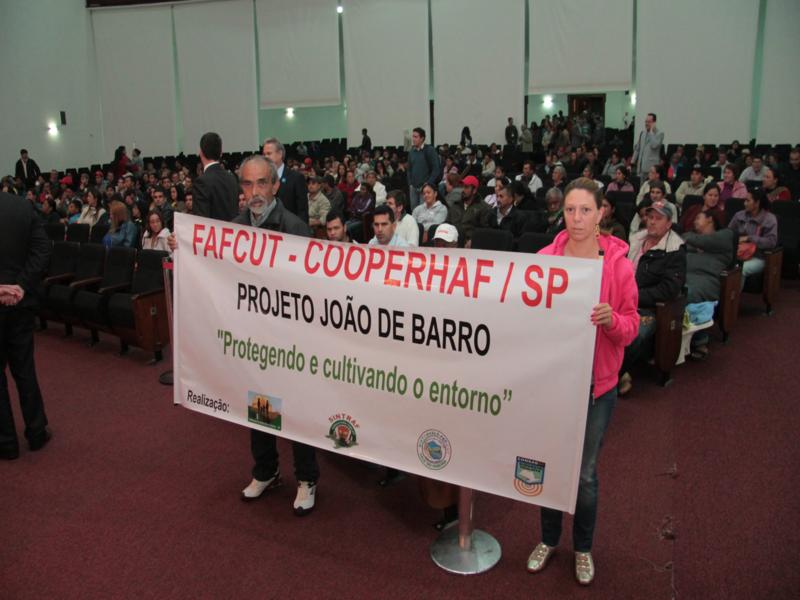 FAFCUT - COOPERHAF / SP
PROJETO JOÃO DE BARRO
"Protegendo e cultivando o entorno”
Realização:
SINTRAF